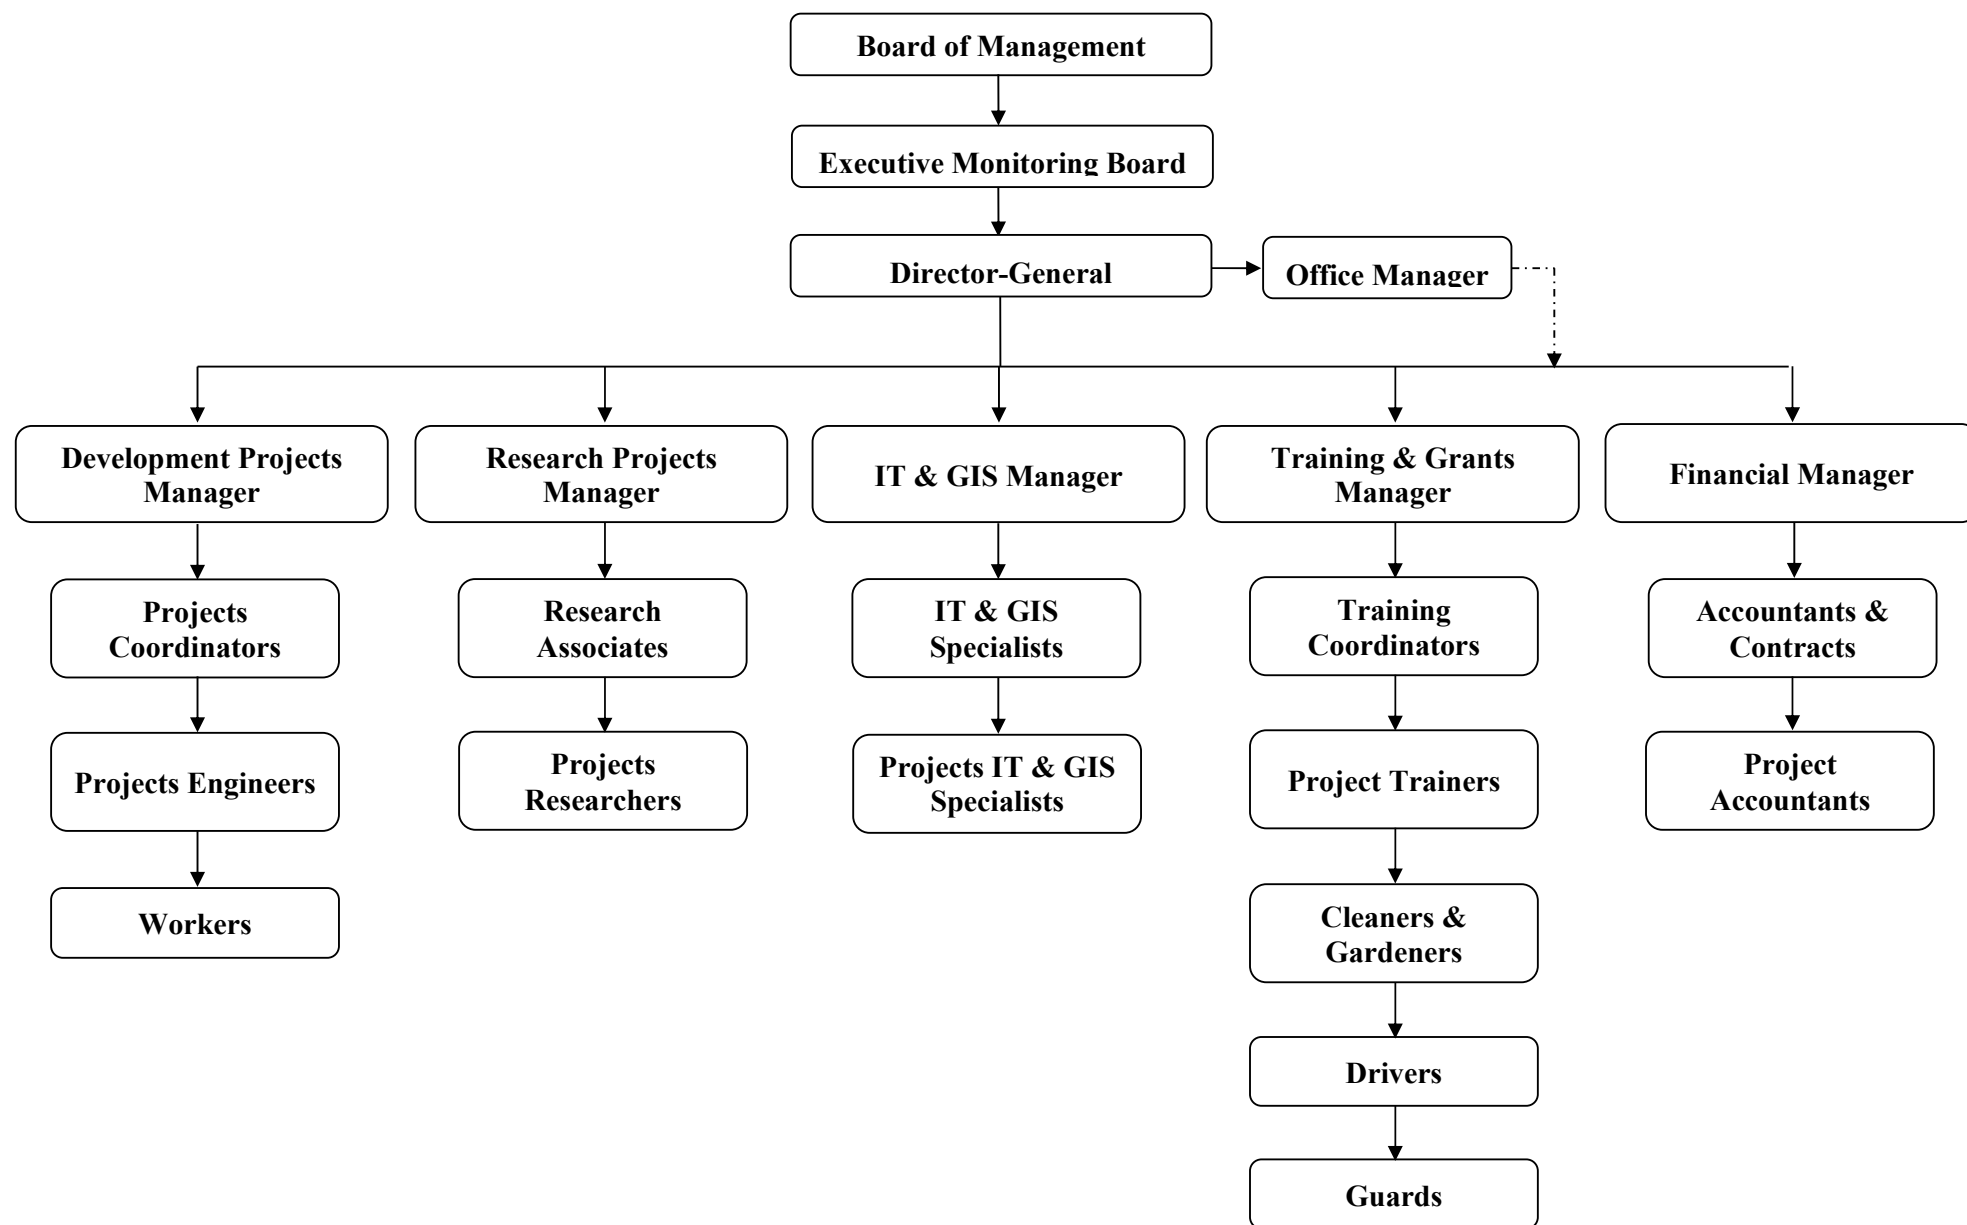 Board of Management
Executive Monitoring Board
Director-General
Office Manager
Development Projects
Manager
Research Projects
Manager
IT & GIS Manager
Training & Grants
Manager
Financial Manager
Projects
Coordinators
Research
Associates
IT & GIS
Specialists
Training
Coordinators
Accountants &
Contracts
Projects Engineers
Projects
Researchers
Projects IT & GIS
Specialists
Project Trainers
Project
Accountants
Workers
Cleaners &
Gardeners
Drivers
Guards